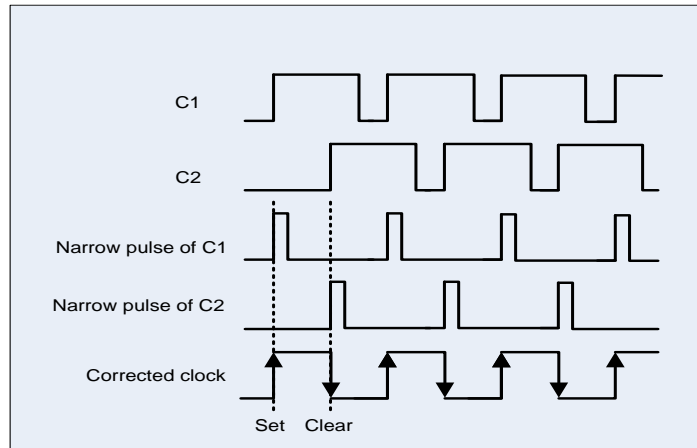 C1
C2
Narrow pulse of C1
Narrow pulse of C2
Corrected clock
Set Clear